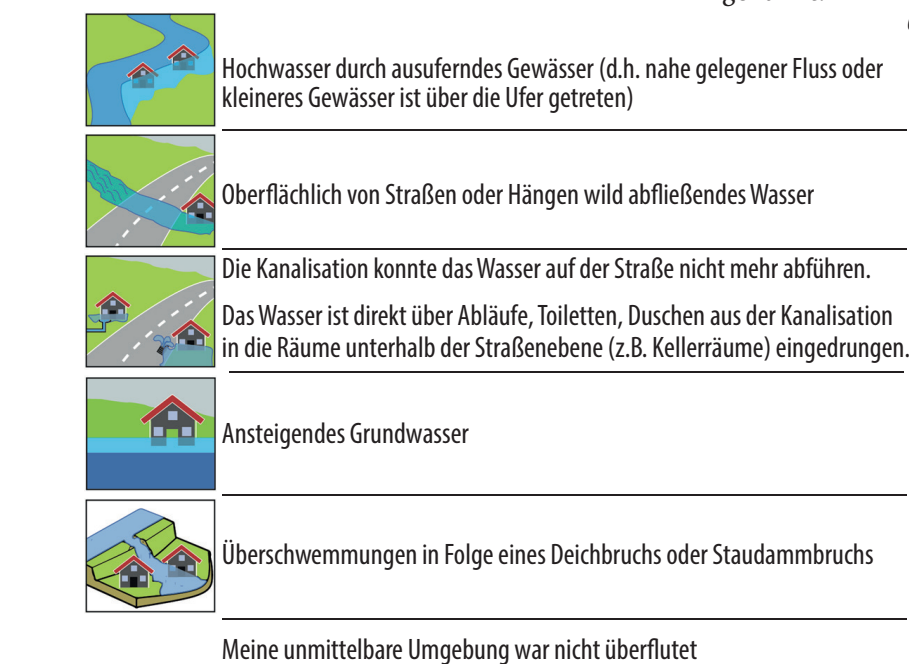 Hochwasser durch ausuferndes Gewässer (d.h. nahe gelegener Fluss oder
kleineres Gewässer ist über die Ufer getreten)
Oberflächlich von Straßen oder Hängen wild abfließendes Wasser
Die Kanalisation konnte das Wasser auf der Straße nicht mehr abführen.
Das Wasser ist direkt über Abläufe, Toiletten, Duschen aus der Kanalisation
in die Räume unterhalb der Straßenebene (z.B. Kellerräume) eingedrungen.
Ansteigendes Grundwasser
Überschwemmungen in Folge eines Deichbruchs oder Staudammbruchs
Meine unmittelbare Umgebung war nicht überflutet